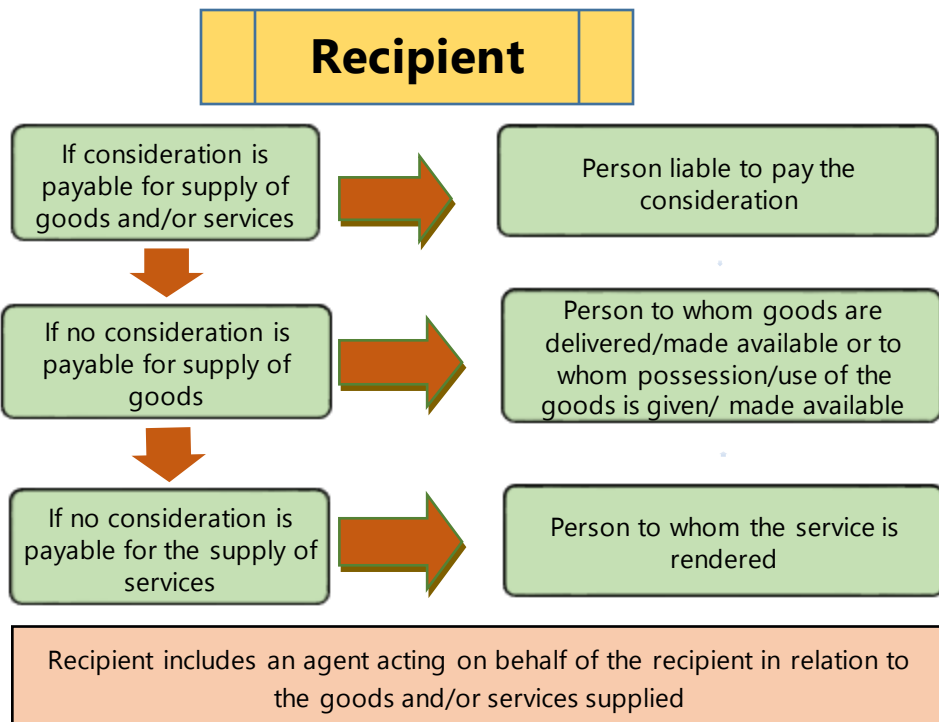 Recipient
If consideration is
payable for supply of
goods and/or services
Person liable to pay the
consideration
If no consideration is
payable for supply of
goods
Person to whom goods are
delivered/made available or to
whom possession/use of the
goods is given/ made available
If no consideration is
payable for the supply of
services
Person to whom the service is
rendered
Recipient includes an agent acting on behalf of the recipient in relation to
the goods and/or services supplied